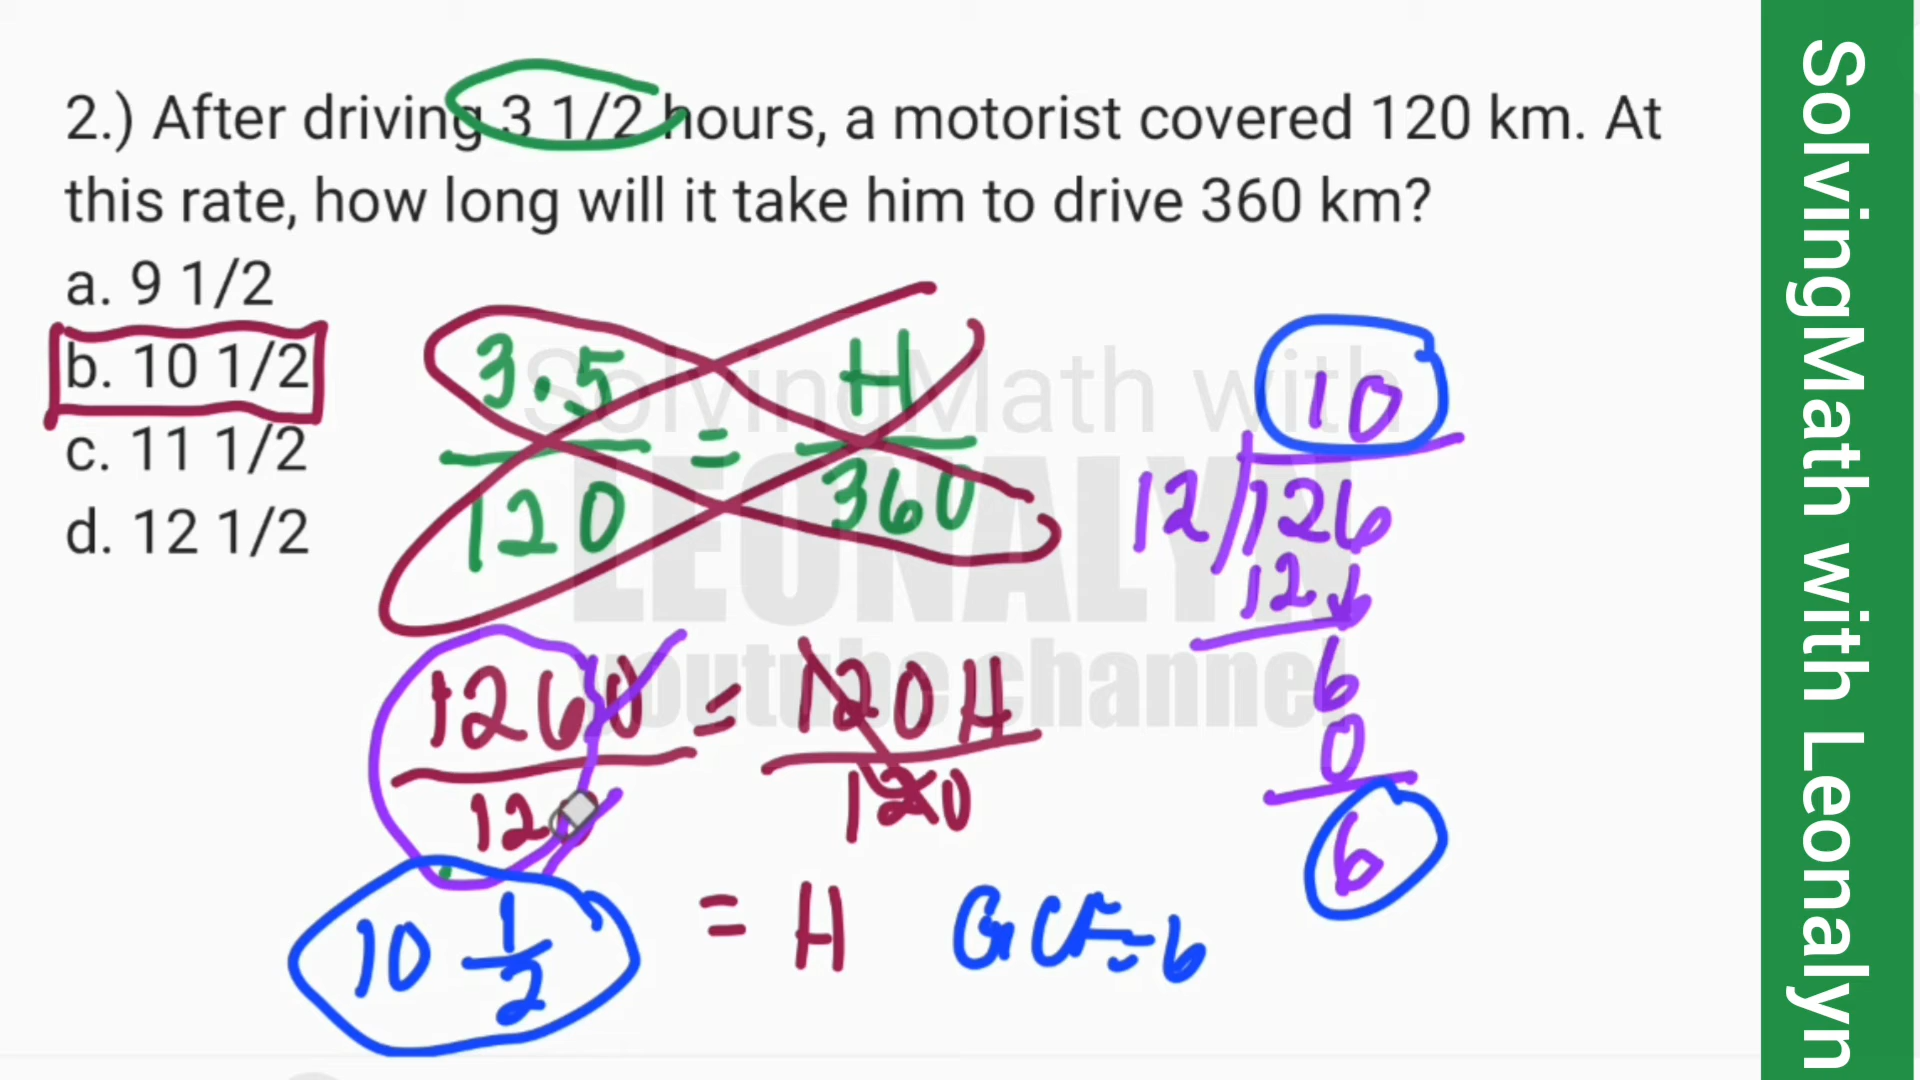 2.) After driving 3 1/2 hours, a motorist covered 120 km. At
this rate, how long will it take him to drive 360 km?
a. 9 1/2
b. 10 1/2
c. 11 1/2
d. 12 1/2
3.5 = H
120 360
1260 = 120 H
120 120
10 1/2 = H
GCF=6
10
12 126
12
6
0
6
SolvingMath with
LEONALYN
youtube channel
SolvingMath with Leonalyn